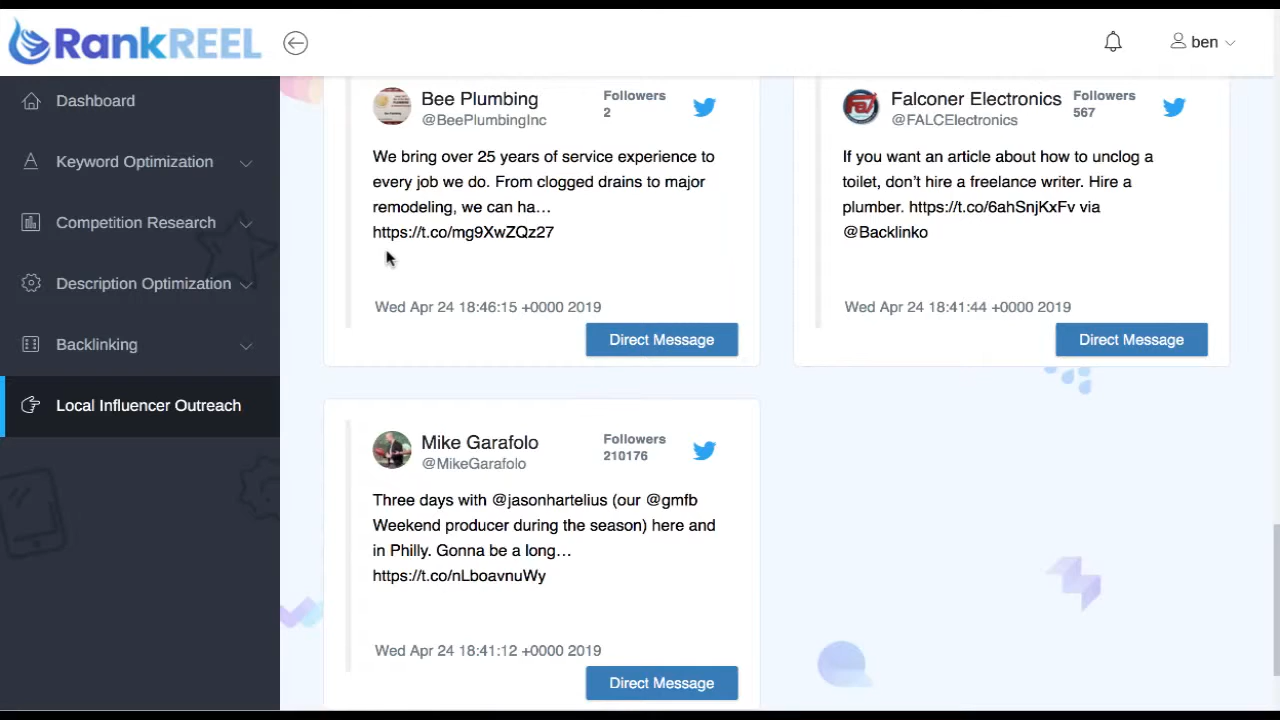 RankREEL
ben
Dashboard
Keyword Optimization
Competition Research
Description Optimization
Backlinking
Local Influencer Outreach
Bee Plumbing
@BeePlumbingInc
Followers
2
We bring over 25 years of service experience to
every job we do. From clogged drains to major
remodeling, we can ha…
https://t.co/mg9XwZQz27
Wed Apr 24 18:46:15 +0000 2019
Direct Message
Falconer Electronics
@FALCElectronics
Followers
567
If you want an article about how to unclog a
toilet, don’t hire a freelance writer. Hire a
plumber. https://t.co/6ahSnjKxFv via
@Backlinko
Wed Apr 24 18:41:44 +0000 2019
Direct Message
Mike Garafolo
@MikeGarafolo
Followers
210176
Three days with @jasonhartelius (our @gmfb
Weekend producer during the season) here and
in Philly. Gonna be a long…
https://t.co/nLboavnuWy
Wed Apr 24 18:41:12 +0000 2019
Direct Message